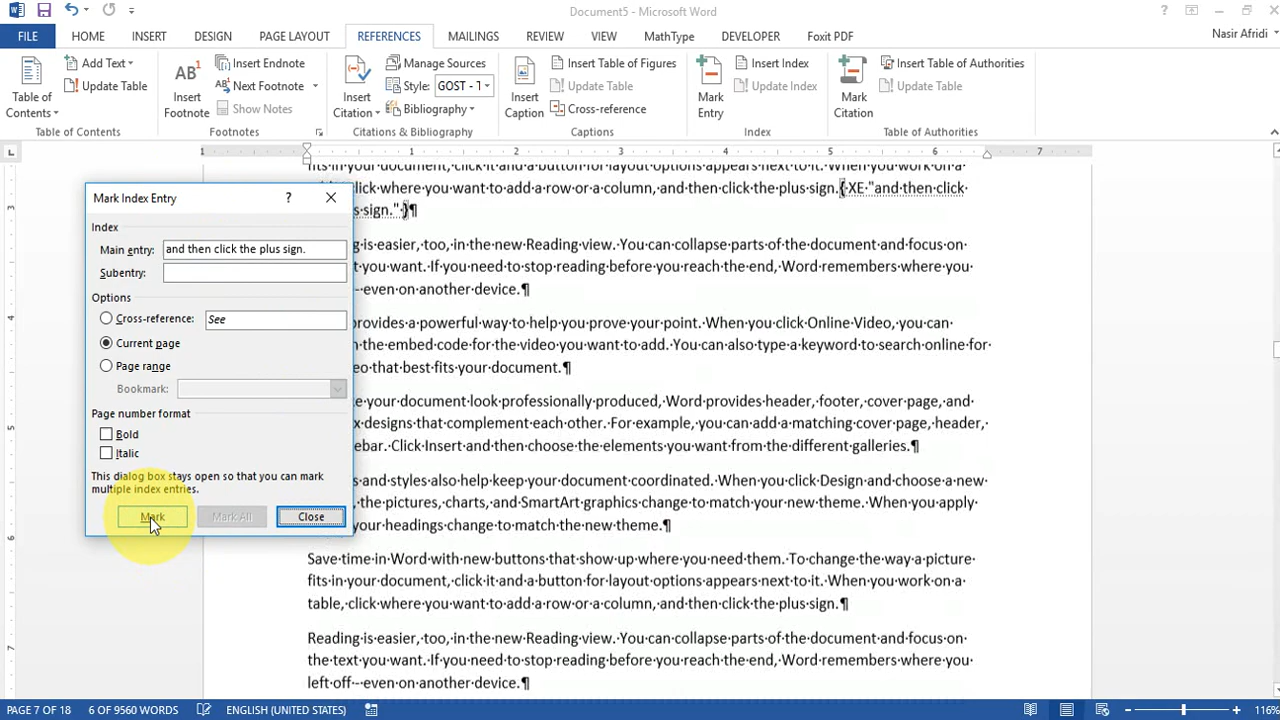 Document5 - Microsoft Word
? 
FILE HOME INSERT DESIGN PAGE LAYOUT REFERENCES MAILINGS REVIEW VIEW MathType DEVELOPER Foxit PDF Nasir Afridi
Table of Contents
Add Text
Update Table
Table of Contents
AB1
Insert Footnote
Insert Endnote
Next Footnote
Show Notes
Footnotes
Insert Citation
Manage Sources
Style: GOST - T
Bibliography
Citations & Bibliography
Insert Caption
Insert Table of Figures
Update Table
Cross-reference
Captions
Mark Entry
Insert Index
Update Index
Index
Mark Citation
Insert Table of Authorities
Update Table
Table of Authorities
1 1 2 3 4 5 6 7
3
4
5
6
7
Mark Index Entry ?
Index
Main entry: and then click the plus sign.
Subentry:
Options
Cross-reference: See
Current page
Page range
Bookmark:
Page number format
Bold
Italic
This dialog box stays open so that you can mark
multiple index entries.
Mark Mark All Close
fits·in·your·document,·click·it·and·a·button·for·layout·options·appears·next·to·it.·When·you·work·on·a·
click·where·you·want·to·add·a·row·or·a·column,·and·then·click·the·plus·sign.{·XE·"and·then·click·
s·sign."·}¶
g·is·easier,·too,·in·the·new·Reading·view.·You·can·collapse·parts·of·the·document·and·focus·on·
t·you·want.·If·you·need·to·stop·reading·before·you·reach·the·end,·Word·remembers·where·you·
--·even·on·another·device.¶
provides·a·powerful·way·to·help·you·prove·your·point.·When·you·click·Online·Video,·you·can·
n·the·embed·code·for·the·video·you·want·to·add.·You·can·also·type·a·keyword·to·search·online·for·
eo·that·best·fits·your·document.¶
e·your·document·look·professionally·produced,·Word·provides·header,·footer,·cover·page,·and·
x·designs·that·complement·each·other.·For·example,·you·can·add·a·matching·cover·page,·header,·
ebar.·Click·Insert·and·then·choose·the·elements·you·want·from·the·different·galleries.¶
s·and·styles·also·help·keep·your·document·coordinated.·When·you·click·Design·and·choose·a·new·
the·pictures,·charts,·and·SmartArt·graphics·change·to·match·your·new·theme.·When·you·apply·
your·headings·change·to·match·the·new·theme.¶
Save·time·in·Word·with·new·buttons·that·show·up·where·you·need·them.·To·change·the·way·a·picture·
fits·in·your·document,·click·it·and·a·button·for·layout·options·appears·next·to·it.·When·you·work·on·a·
table,·click·where·you·want·to·add·a·row·or·a·column,·and·then·click·the·plus·sign.¶
Reading·is·easier,·too,·in·the·new·Reading·view.·You·can·collapse·parts·of·the·document·and·focus·on·
the·text·you·want.·If·you·need·to·stop·reading·before·you·reach·the·end,·Word·remembers·where·you·
left·off·--·even·on·another·device.¶
PAGE 7 OF 18 6 OF 9560 WORDS ENGLISH (UNITED STATES) 116%